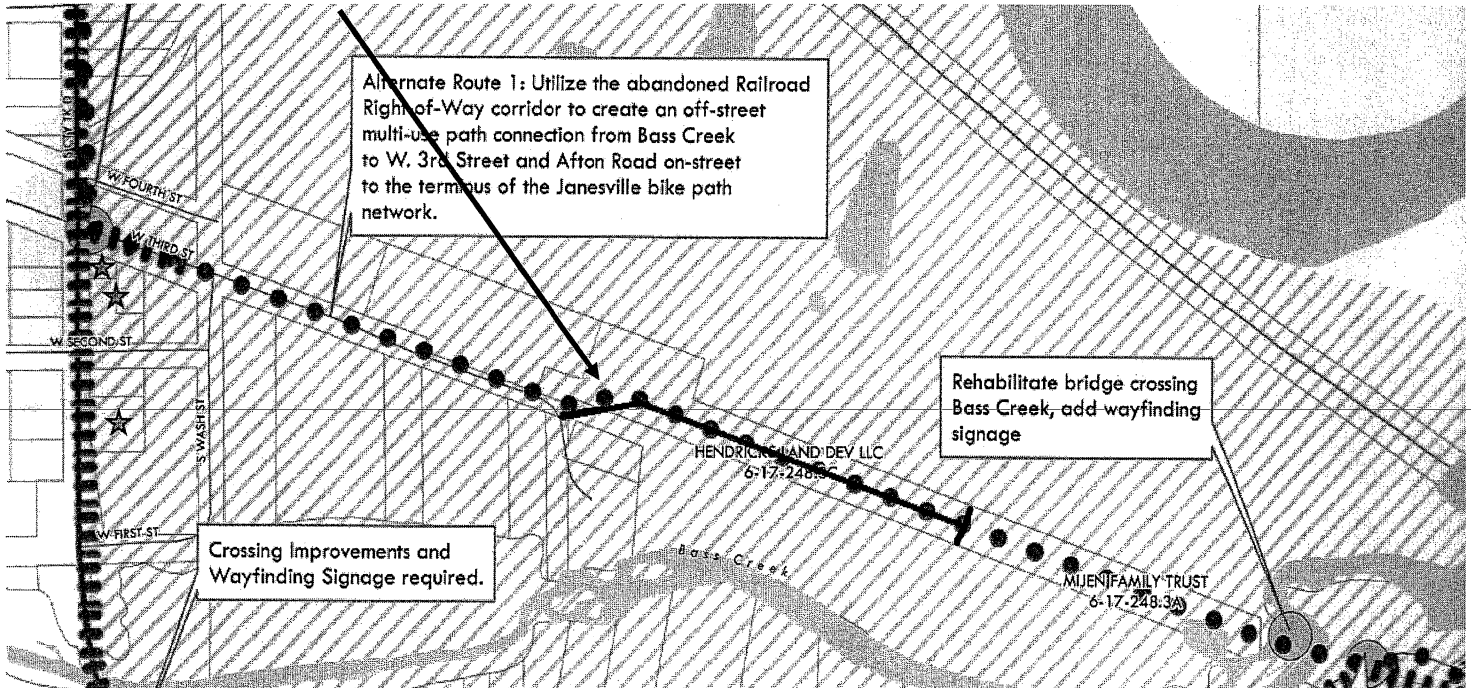 Alternate Route 1: Utilize the abandoned Railroad
Right-of-Way corridor to create an off-street
multi-use path connection from Bass Creek
to W. 3rd Street and Afton Road on-street
to the terminus of the Janesville bike path
network.
W FOURTH ST
W THIRD ST
W SECOND ST
S WASH ST
W FIRST ST
Rehabilitate bridge crossing
Bass Creek, add wayfinding
signage
HENDRICKS LAND DEV LLC
Crossing Improvements and
Wayfinding Signage required.
Bass Creek
MIJEN FAMILY TRUST
6-17-248.3A